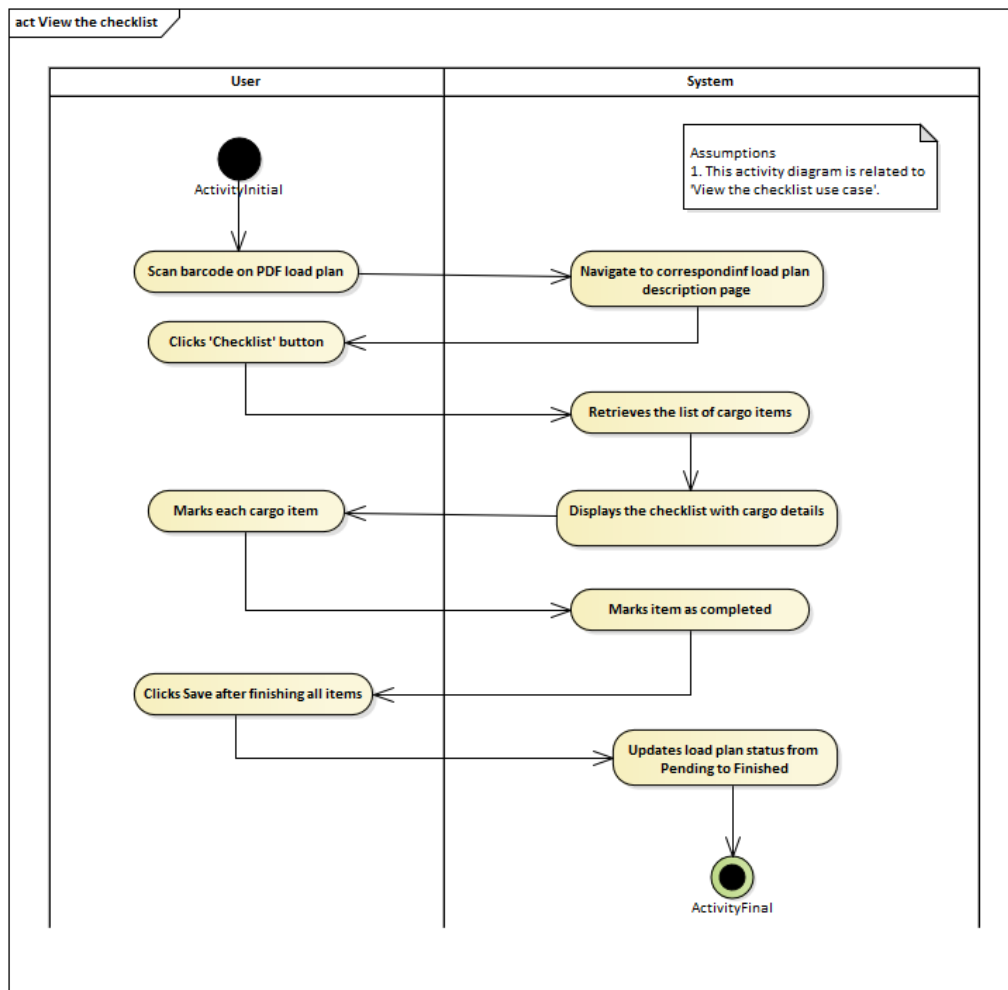 act View the checklist
User
System
Assumptions
1. This activity diagram is related to
'View the checklist use case'.
ActivityInitial
Scan barcode on PDF load plan
Navigate to correspondinf load plan
description page
Clicks 'Checklist' button
Retrieves the list of cargo items
Marks each cargo item
Displays the checklist with cargo details
Marks item as completed
Clicks Save after finishing all items
Updates load plan status from
Pending to Finished
ActivityFinal